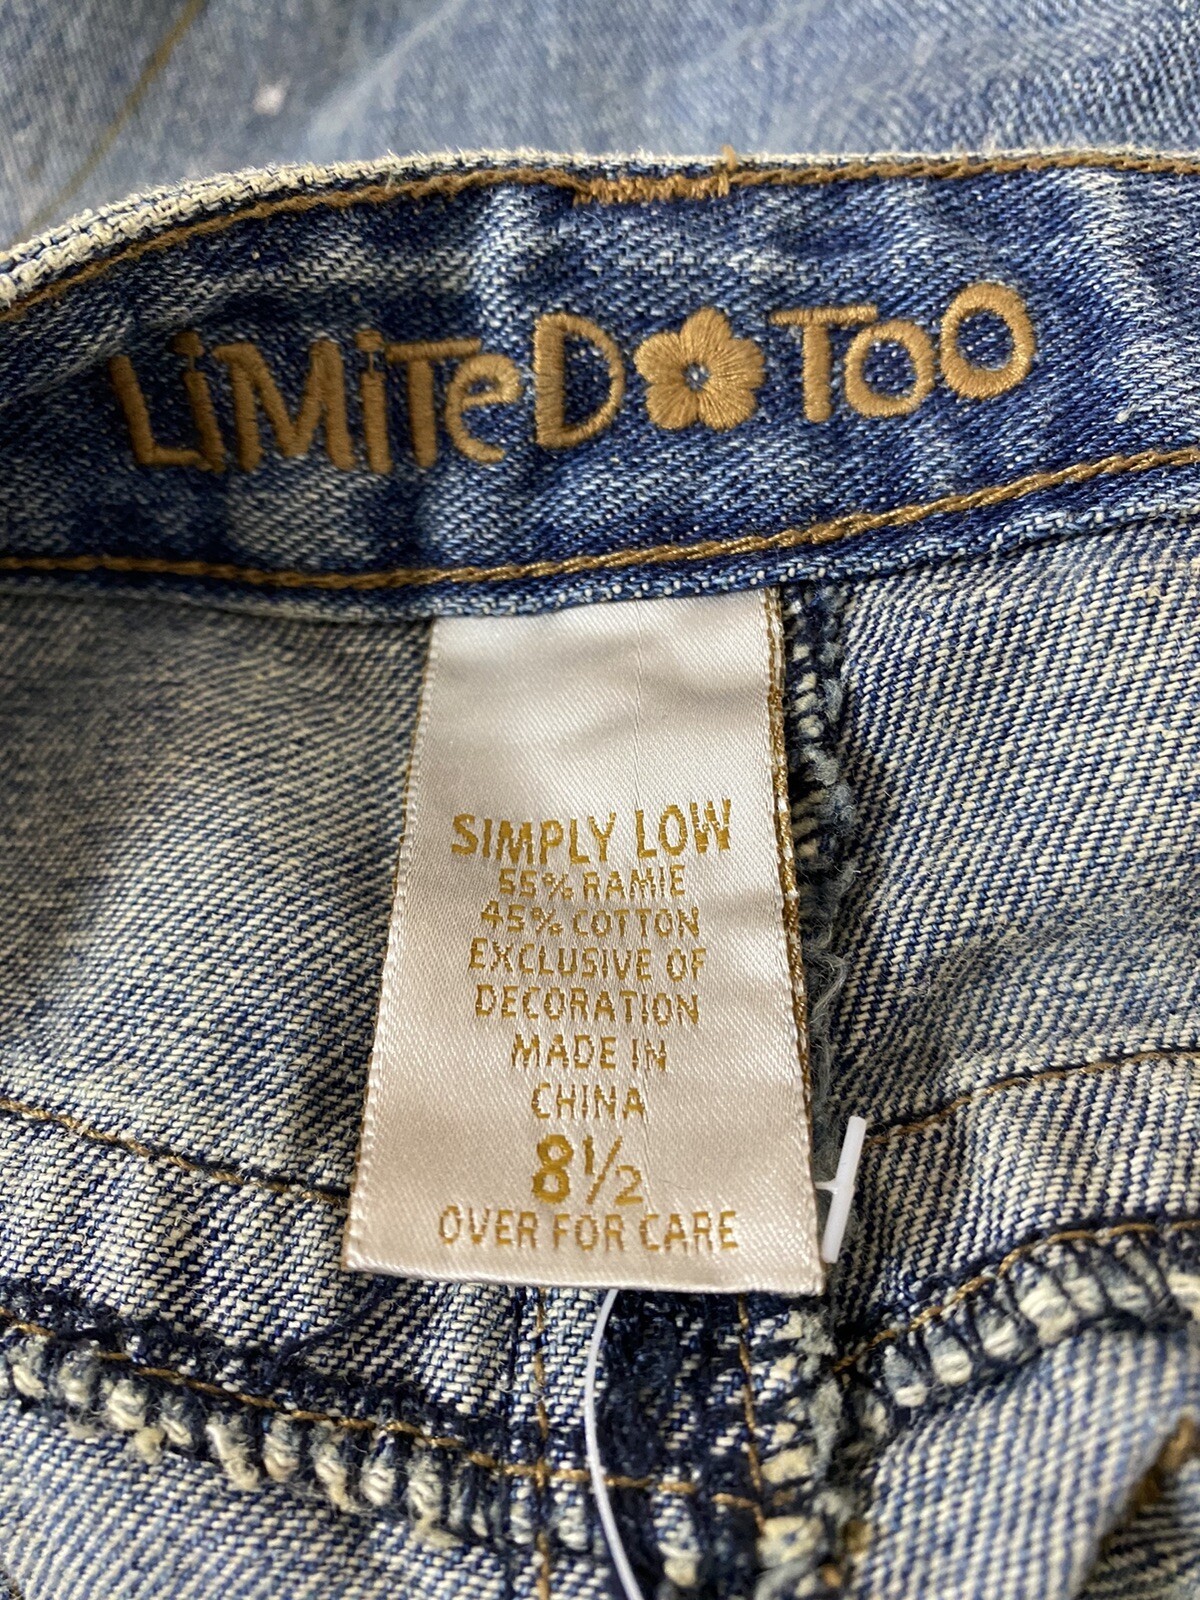 LiMiTeD TOO
SIMPLY LOW
55% RAMIE
45% COTTON
EXCLUSIVE OF
DECORATION
MADE IN
CHINA
8½
OVER FOR CARE